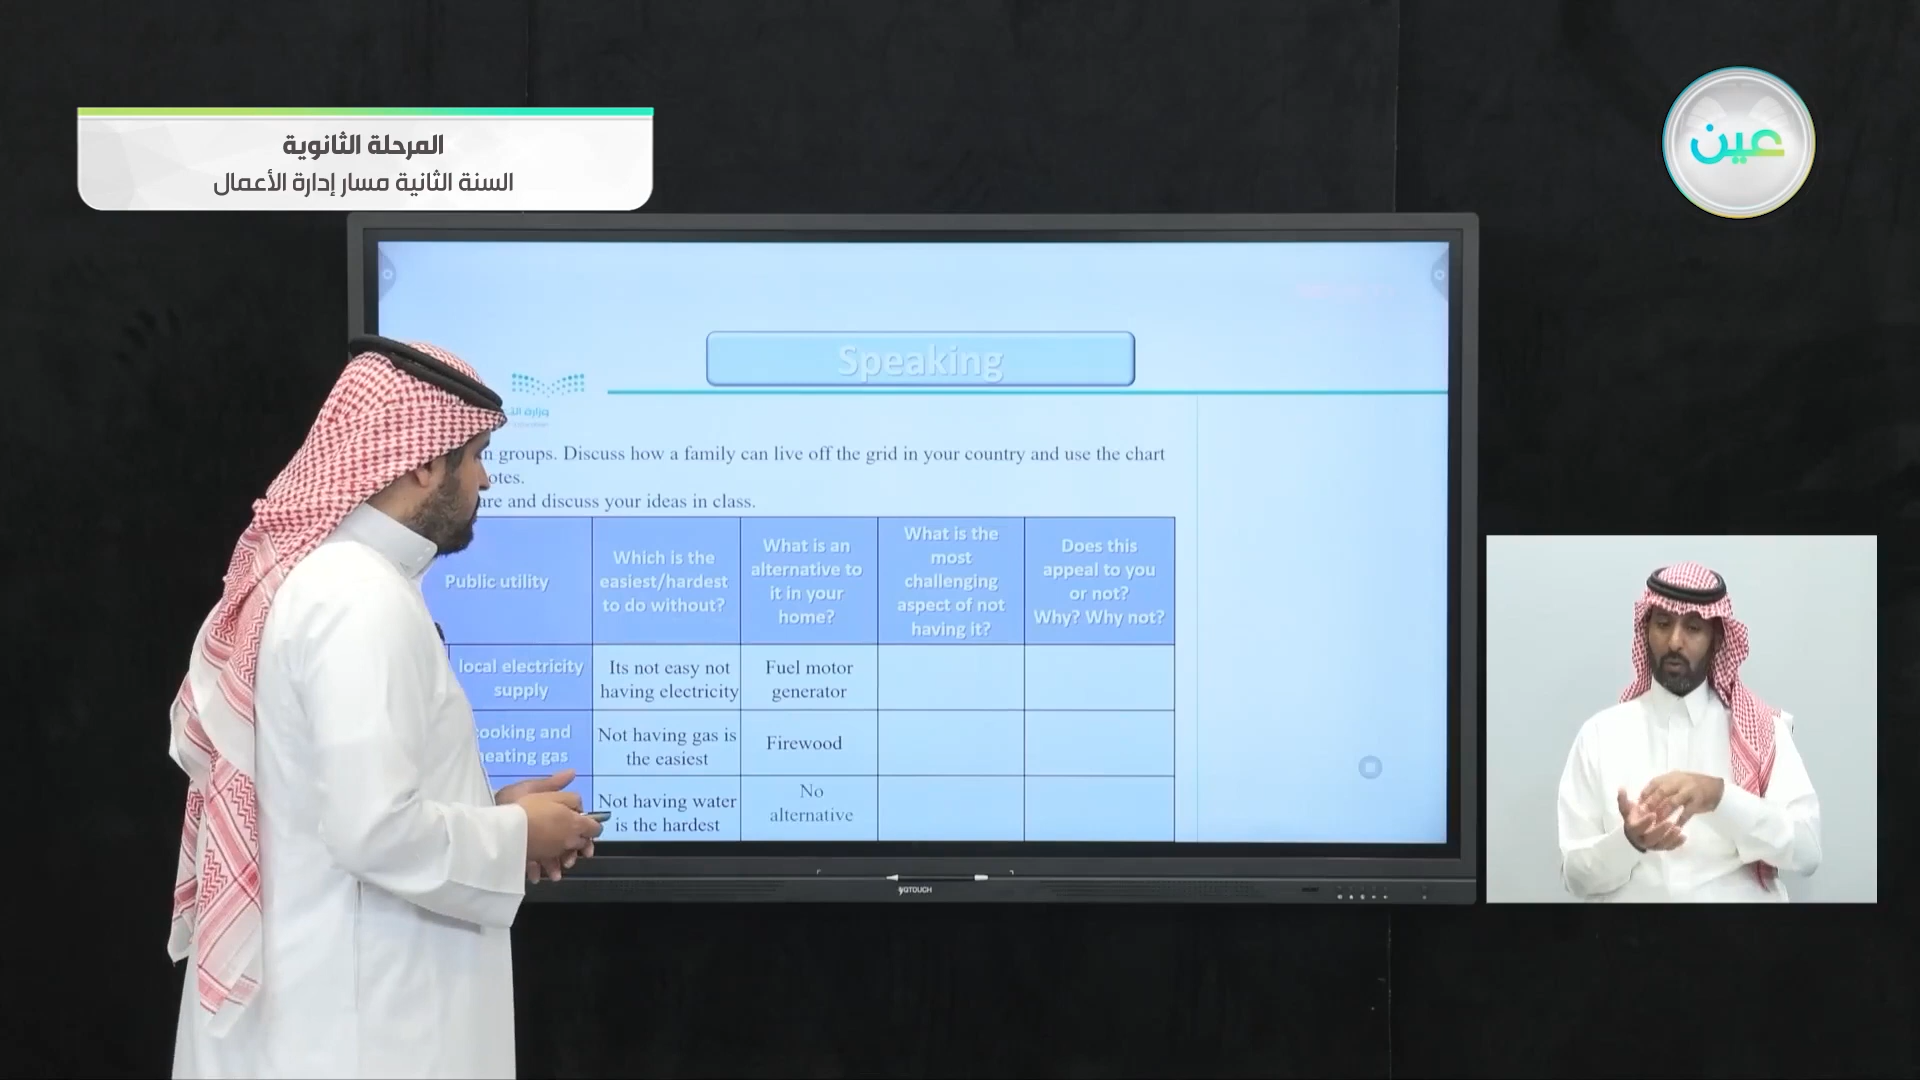 المرحلة الثانوية
السنة الثانية مسار إدارة الأعمال
عين
Speaking
وزارة
n groups. Discuss how a family can live off the grid in your country and use the chart
otes.
are and discuss your ideas in class.
Public utility
Which is the
easiest/hardest
to do without?
What is an
alternative to
it in your
home?
What is the
most
challenging
aspect of not
having it?
Does this
appeal to you
or not?
Why? Why not?
local electricity
supply
Its not easy not
having electricity
Fuel motor
generator
cooking and
heating gas
Not having gas is
the easiest
Firewood
Not having water
is the hardest
No
alternative
VOTOUCH